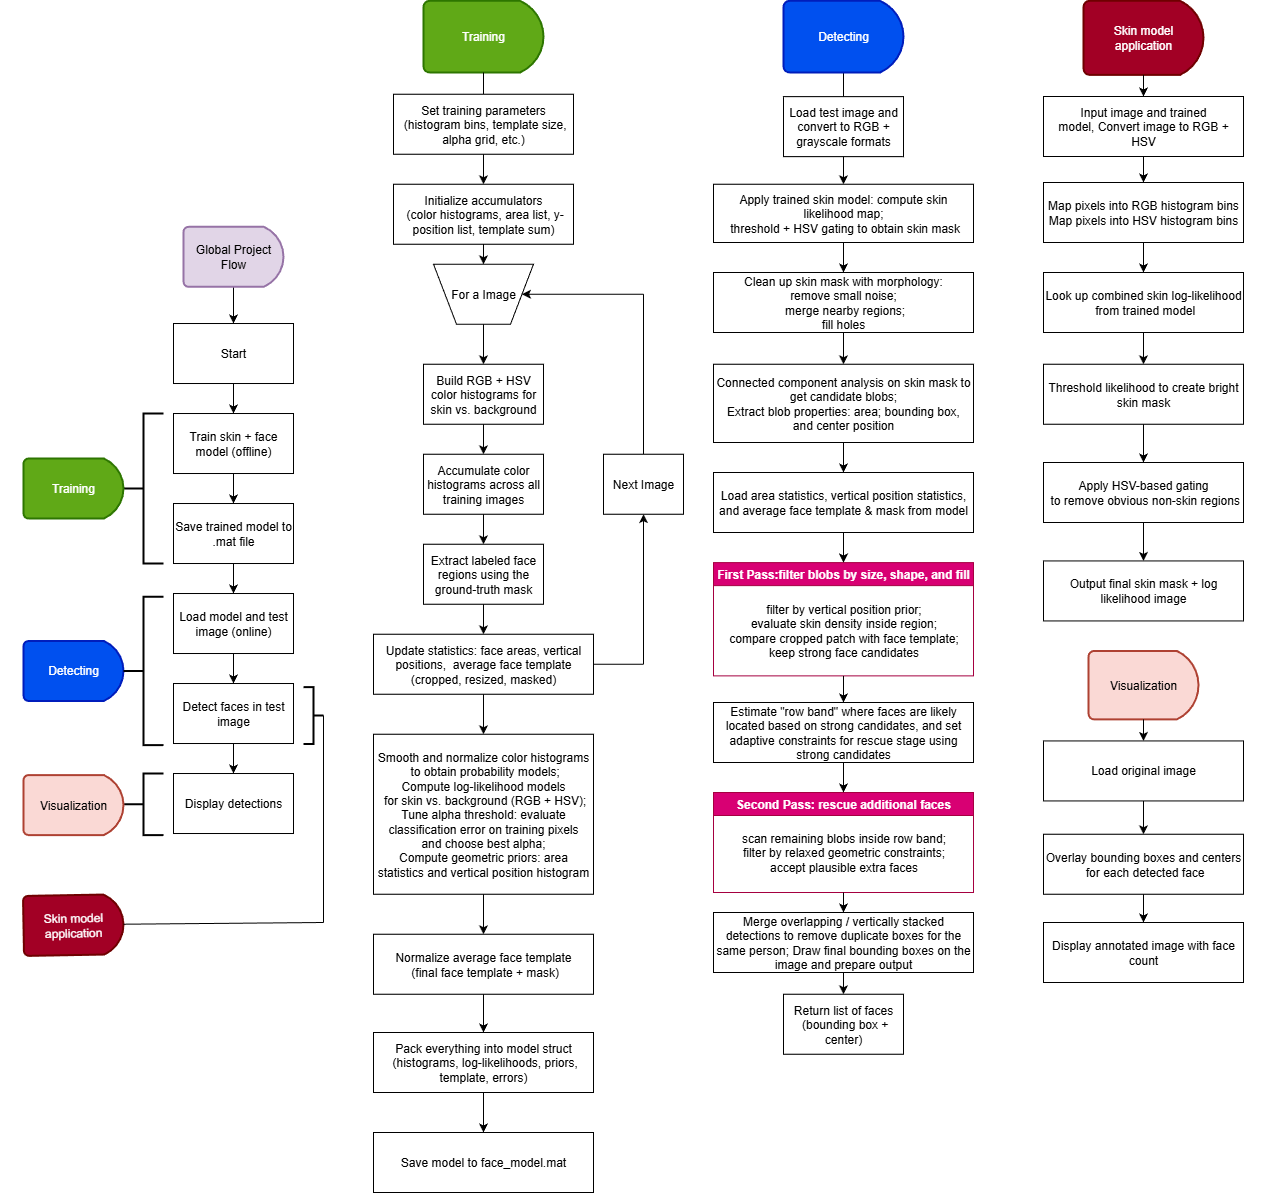 Global Project
Flow
Start
Train skin + face
model (offline)
Save trained model to
.mat file
Load model and test
image (online)
Detect faces in test
image
Display detections
Training
Detecting
Visualization
Skin model
application
Training
Set training parameters
(histogram bins, template size,
alpha grid, etc.)
Initialize accumulators
(color histograms, area list, y-
position list, template sum)
For a Image
Build RGB + HSV
color histograms for
skin vs. background
Accumulate color
histograms across all
training images
Extract labeled face
regions using the
ground-truth mask
Update statistics: face areas, vertical
positions,  average face template
(cropped, resized, masked)
Next Image
Smooth and normalize color histograms
to obtain probability models;
Compute log-likelihood models
for skin vs. background (RGB + HSV);
Tune alpha threshold: evaluate
classification error on training pixels
and choose best alpha;
Compute geometric priors: area
statistics and vertical position histogram
Normalize average face template
(final face template + mask)
Pack everything into model struct
(histograms, log-likelihoods, priors,
template, errors)
Save model to face_model.mat
Detecting
Load test image and
convert to RGB +
grayscale formats
Apply trained skin model: compute skin
likelihood map;
threshold + HSV gating to obtain skin mask
Clean up skin mask with morphology:
remove small noise;
merge nearby regions;
fill holes
Connected component analysis on skin mask to
get candidate blobs;
Extract blob properties: area; bounding box,
and center position
Load area statistics, vertical position statistics,
and average face template & mask from model
First Pass:filter blobs by size, shape, and fill
filter by vertical position prior;
evaluate skin density inside region;
compare cropped patch with face template;
keep strong face candidates
Estimate "row band" where faces are likely
located based on strong candidates, and set
adaptive constraints for rescue stage using
strong candidates
Second Pass: rescue additional faces
scan remaining blobs inside row band;
filter by relaxed geometric constraints;
accept plausible extra faces
Merge overlapping / vertically stacked
detections to remove duplicate boxes for the
same person; Draw final bounding boxes on the
image and prepare output
Return list of faces
(bounding box +
center)
Skin model
application
Input image and trained
model, Convert image to RGB +
HSV
Map pixels into RGB histogram bins
Map pixels into HSV histogram bins
Look up combined skin log-likelihood
from trained model
Threshold likelihood to create bright
skin mask
Apply HSV-based gating
to remove obvious non-skin regions
Output final skin mask + log
likelihood image
Visualization
Load original image
Overlay bounding boxes and centers
for each detected face
Display annotated image with face
count